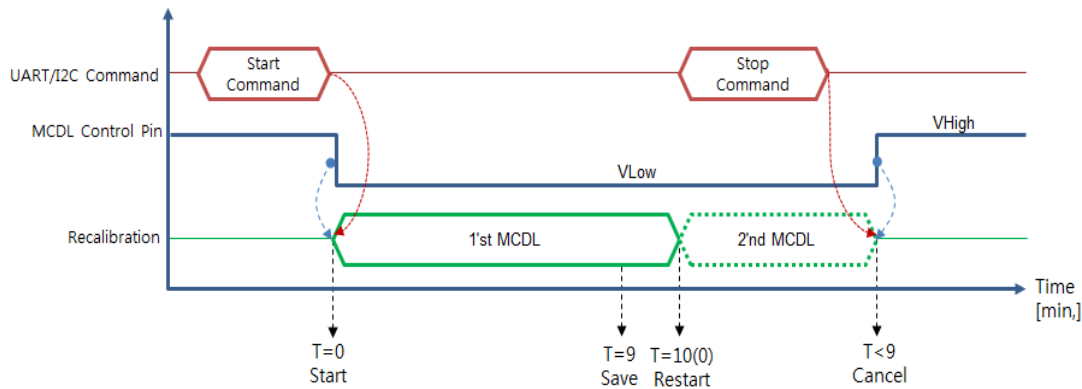 UART/I2C Command
Start
Command
Stop
Command
MCDL Control Pin
VHigh
VLow
Recalibration
1'st MCDL
2'nd MCDL
Time
[min,]
T=0
Start
T=9
Save
T=10(0)
Restart
T<9
Cancel